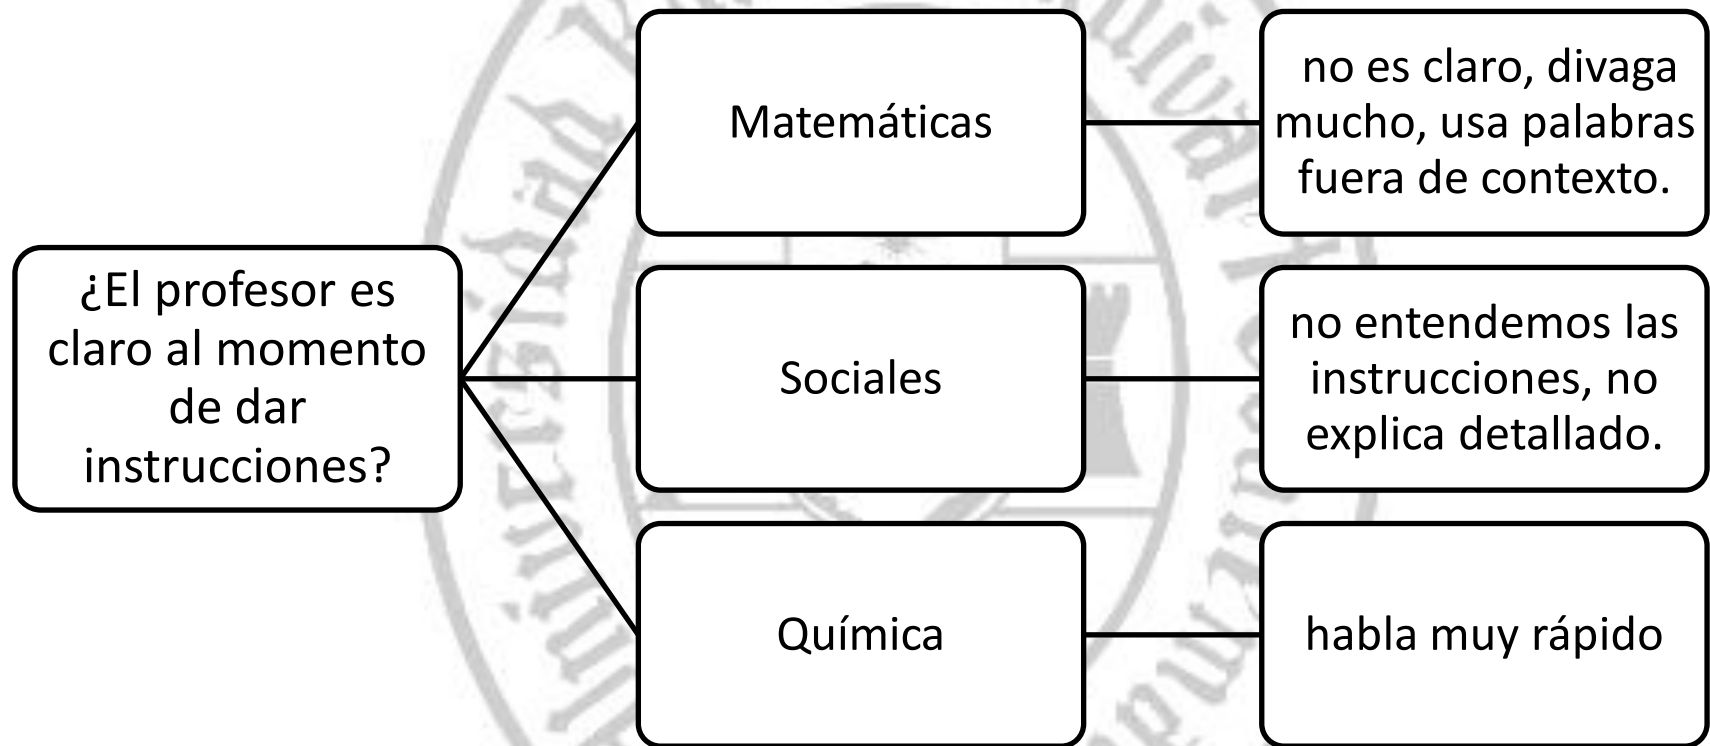 ¿El profesor es
claro al momento
de dar
instrucciones?
Matemáticas
no es claro, divaga
mucho, usa palabras
fuera de contexto.
Sociales
no entendemos las
instrucciones, no
explica detallado.
Química
habla muy rápido